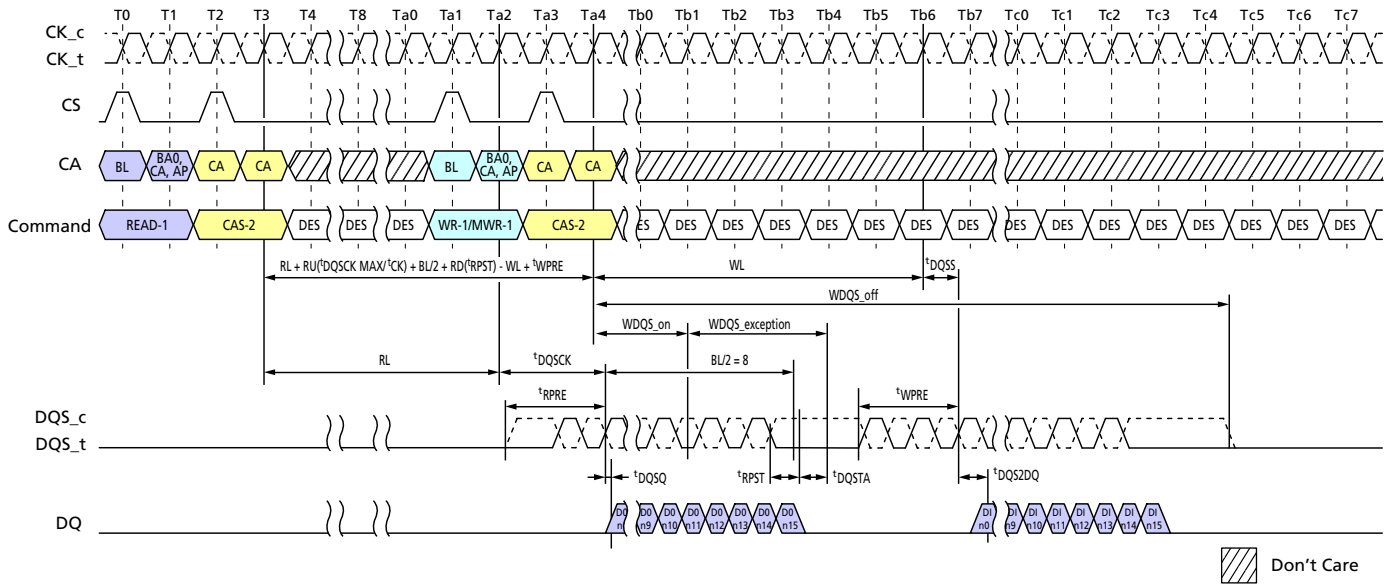 T0 T1 T2 T3 T4 T8 Ta0 Ta1 Ta2 Ta3 Ta4 Tb0 Tb1 Tb2 Tb3 Tb4 Tb5 Tb6 Tb7 Tc0 Tc1 Tc2 Tc3 Tc4 Tc5 Tc6 Tc7
CK_c
CK_t
CS
CA BL BA0, CA, AP CA CA BL BA0, CA, AP CA CA
Command READ-1 CAS-2 DES DES DES WR-1/MWR-1 CAS-2 DES DES DES DES DES DES DES DES DES DES DES DES DES DES DES DES
RL + RU(tDQSCK MAX/tCK) + BL/2 + RD(tRPST) - WL + tWPRE WL tDQSS
WDQS_off
WDQS_on WDQS_exception
RL tDQSCK BL/2 = 8
tRPRE tWPRE
DQS_c
DQS_t
tDQSQ tRPST tDQSTA tDQS2DQ
DQ D0 n D0 n9 D0 n10 D0 n11 D0 n12 D0 n13 D0 n14 D0 n15 DI n0 DI n9 DI n10 DI n11 DI n12 DI n13 DI n14 DI n15
Don't Care